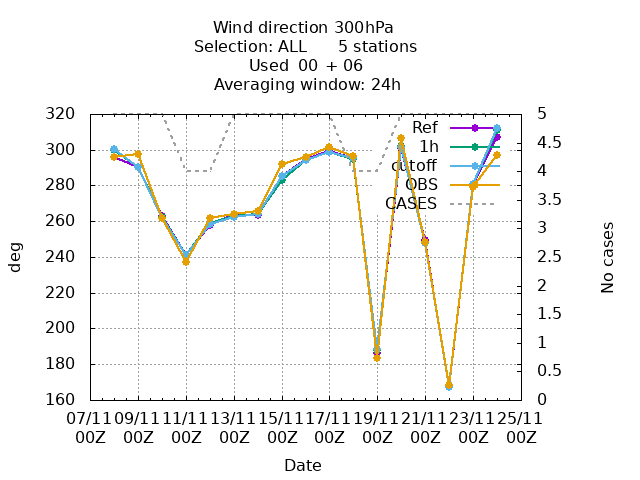 Wind direction 300hPa
Selection: ALL 5 stations
Used 00 + 06
Averaging window: 24h
320
300
280
260
240
220
200
180
160
deg
5
4.5
4
3.5
3
2.5
2
1.5
1
0.5
0
No cases
Ref
1h
cutoff
OBS
CASES
07/11 09/11 11/11 13/11 15/11 17/11 19/11 21/11 23/11 25/11
00Z 00Z 00Z 00Z 00Z 00Z 00Z 00Z 00Z 00Z
Date